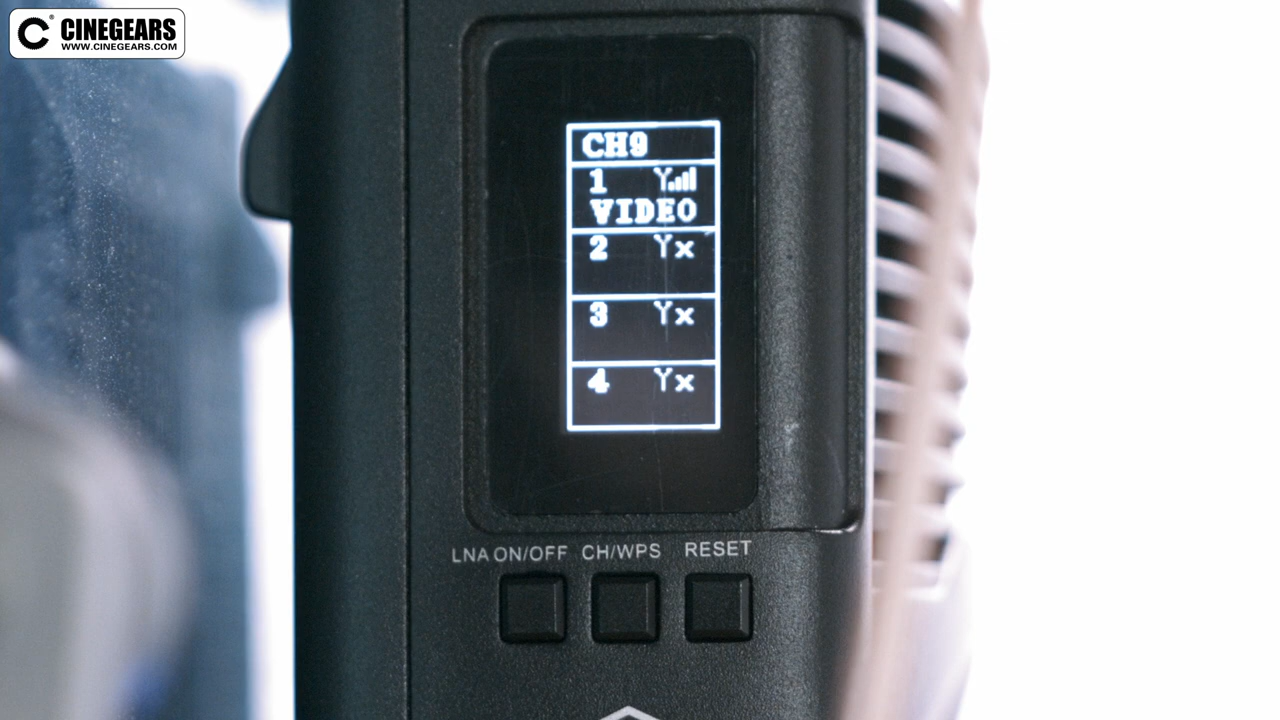 CINEGEARS
WWW.CINEGEARS.COM
CH9
1
VIDEO
2 x
3 x
4 x
LNA ON/OFF CH/WPS RESET